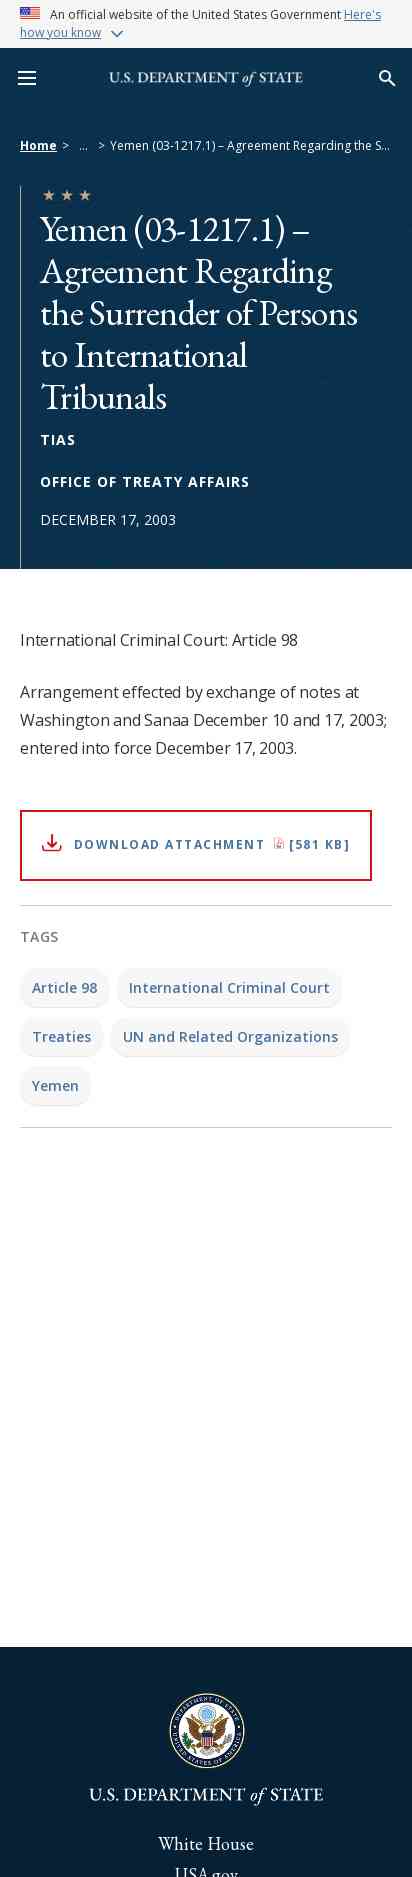 An official website of the United States Government Here's
how you know
U.S. DEPARTMENT of STATE
Home > ... > Yemen (03-1217.1) – Agreement Regarding the S...
Yemen (03-1217.1) –
Agreement Regarding
the Surrender of Persons
to International
Tribunals
TIAS
OFFICE OF TREATY AFFAIRS
DECEMBER 17, 2003
International Criminal Court: Article 98
Arrangement effected by exchange of notes at
Washington and Sanaa December 10 and 17, 2003;
entered into force December 17, 2003.
DOWNLOAD ATTACHMENT [581 KB]
TAGS
Article 98 International Criminal Court
Treaties UN and Related Organizations
Yemen
U.S. DEPARTMENT of STATE
White House
USA.gov